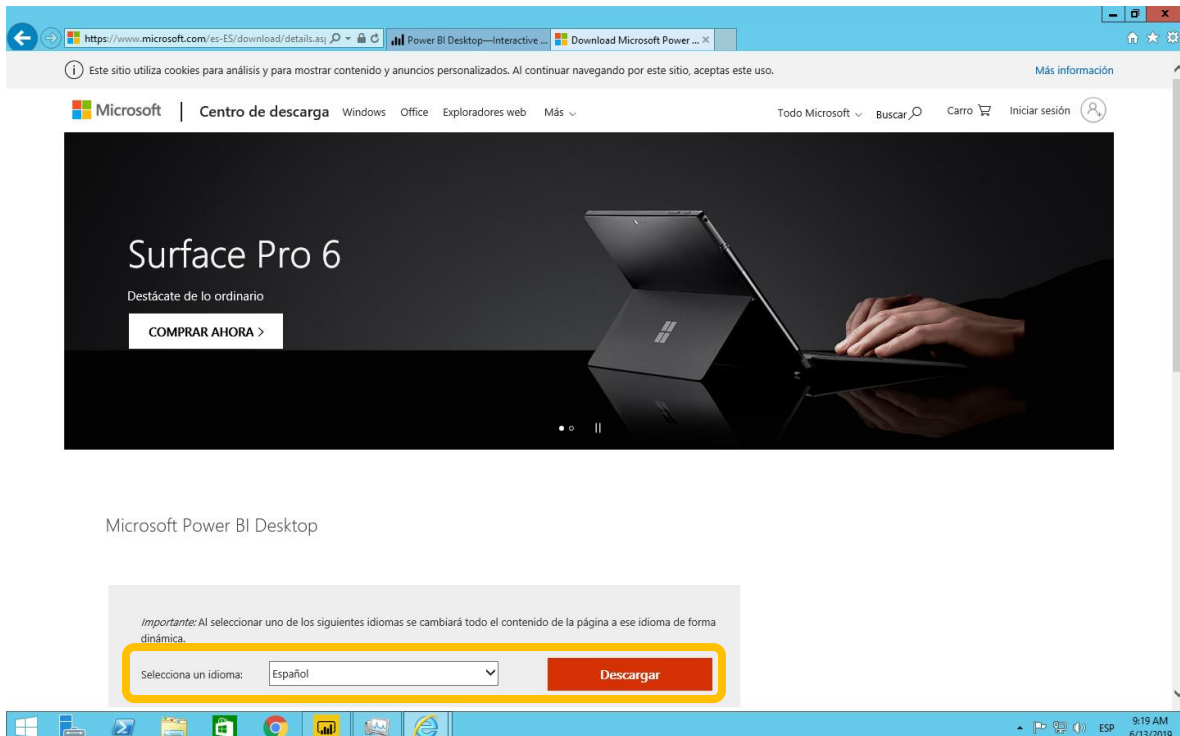 https://www.microsoft.com/es-ES/download/details.as
Power BI Desktop—Interactive ...
Download Microsoft Power ...
Este sitio utiliza cookies para análisis y para mostrar contenido y anuncios personalizados. Al continuar navegando por este sitio, aceptas este uso.
Más información
Microsoft
Centro de descarga
Windows
Office
Exploradores web
Más
Todo Microsoft
Buscar
Carro
Iniciar sesión
Surface Pro 6
Destácate de lo ordinario
COMPRAR AHORA >
Microsoft Power BI Desktop
Importante: Al seleccionar uno de los siguientes idiomas se cambiará todo el contenido de la página a ese idioma de forma
dinámica.
Selecciona un idioma:
Español
Descargar
ESP
9:19 AM
6/13/2019